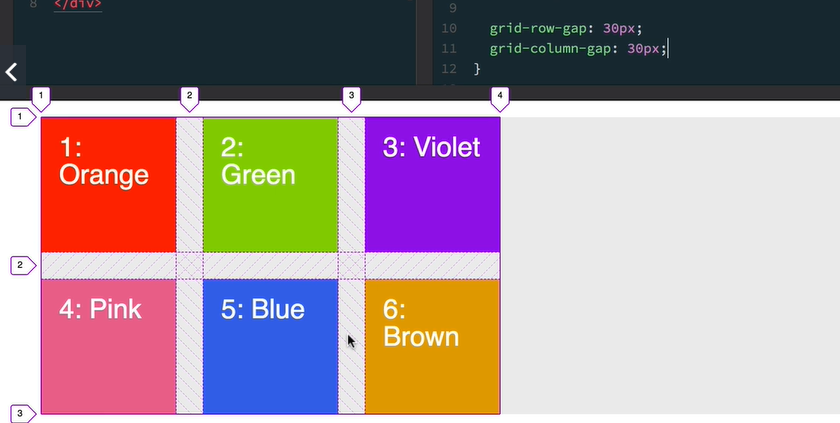 8 </div>
9
10 grid-row-gap: 30px;
11 grid-column-gap: 30px;
12 }
1 2 3 4
1
1:
Orange
2:
Green
3: Violet
2
4: Pink
5: Blue
6:
Brown
3